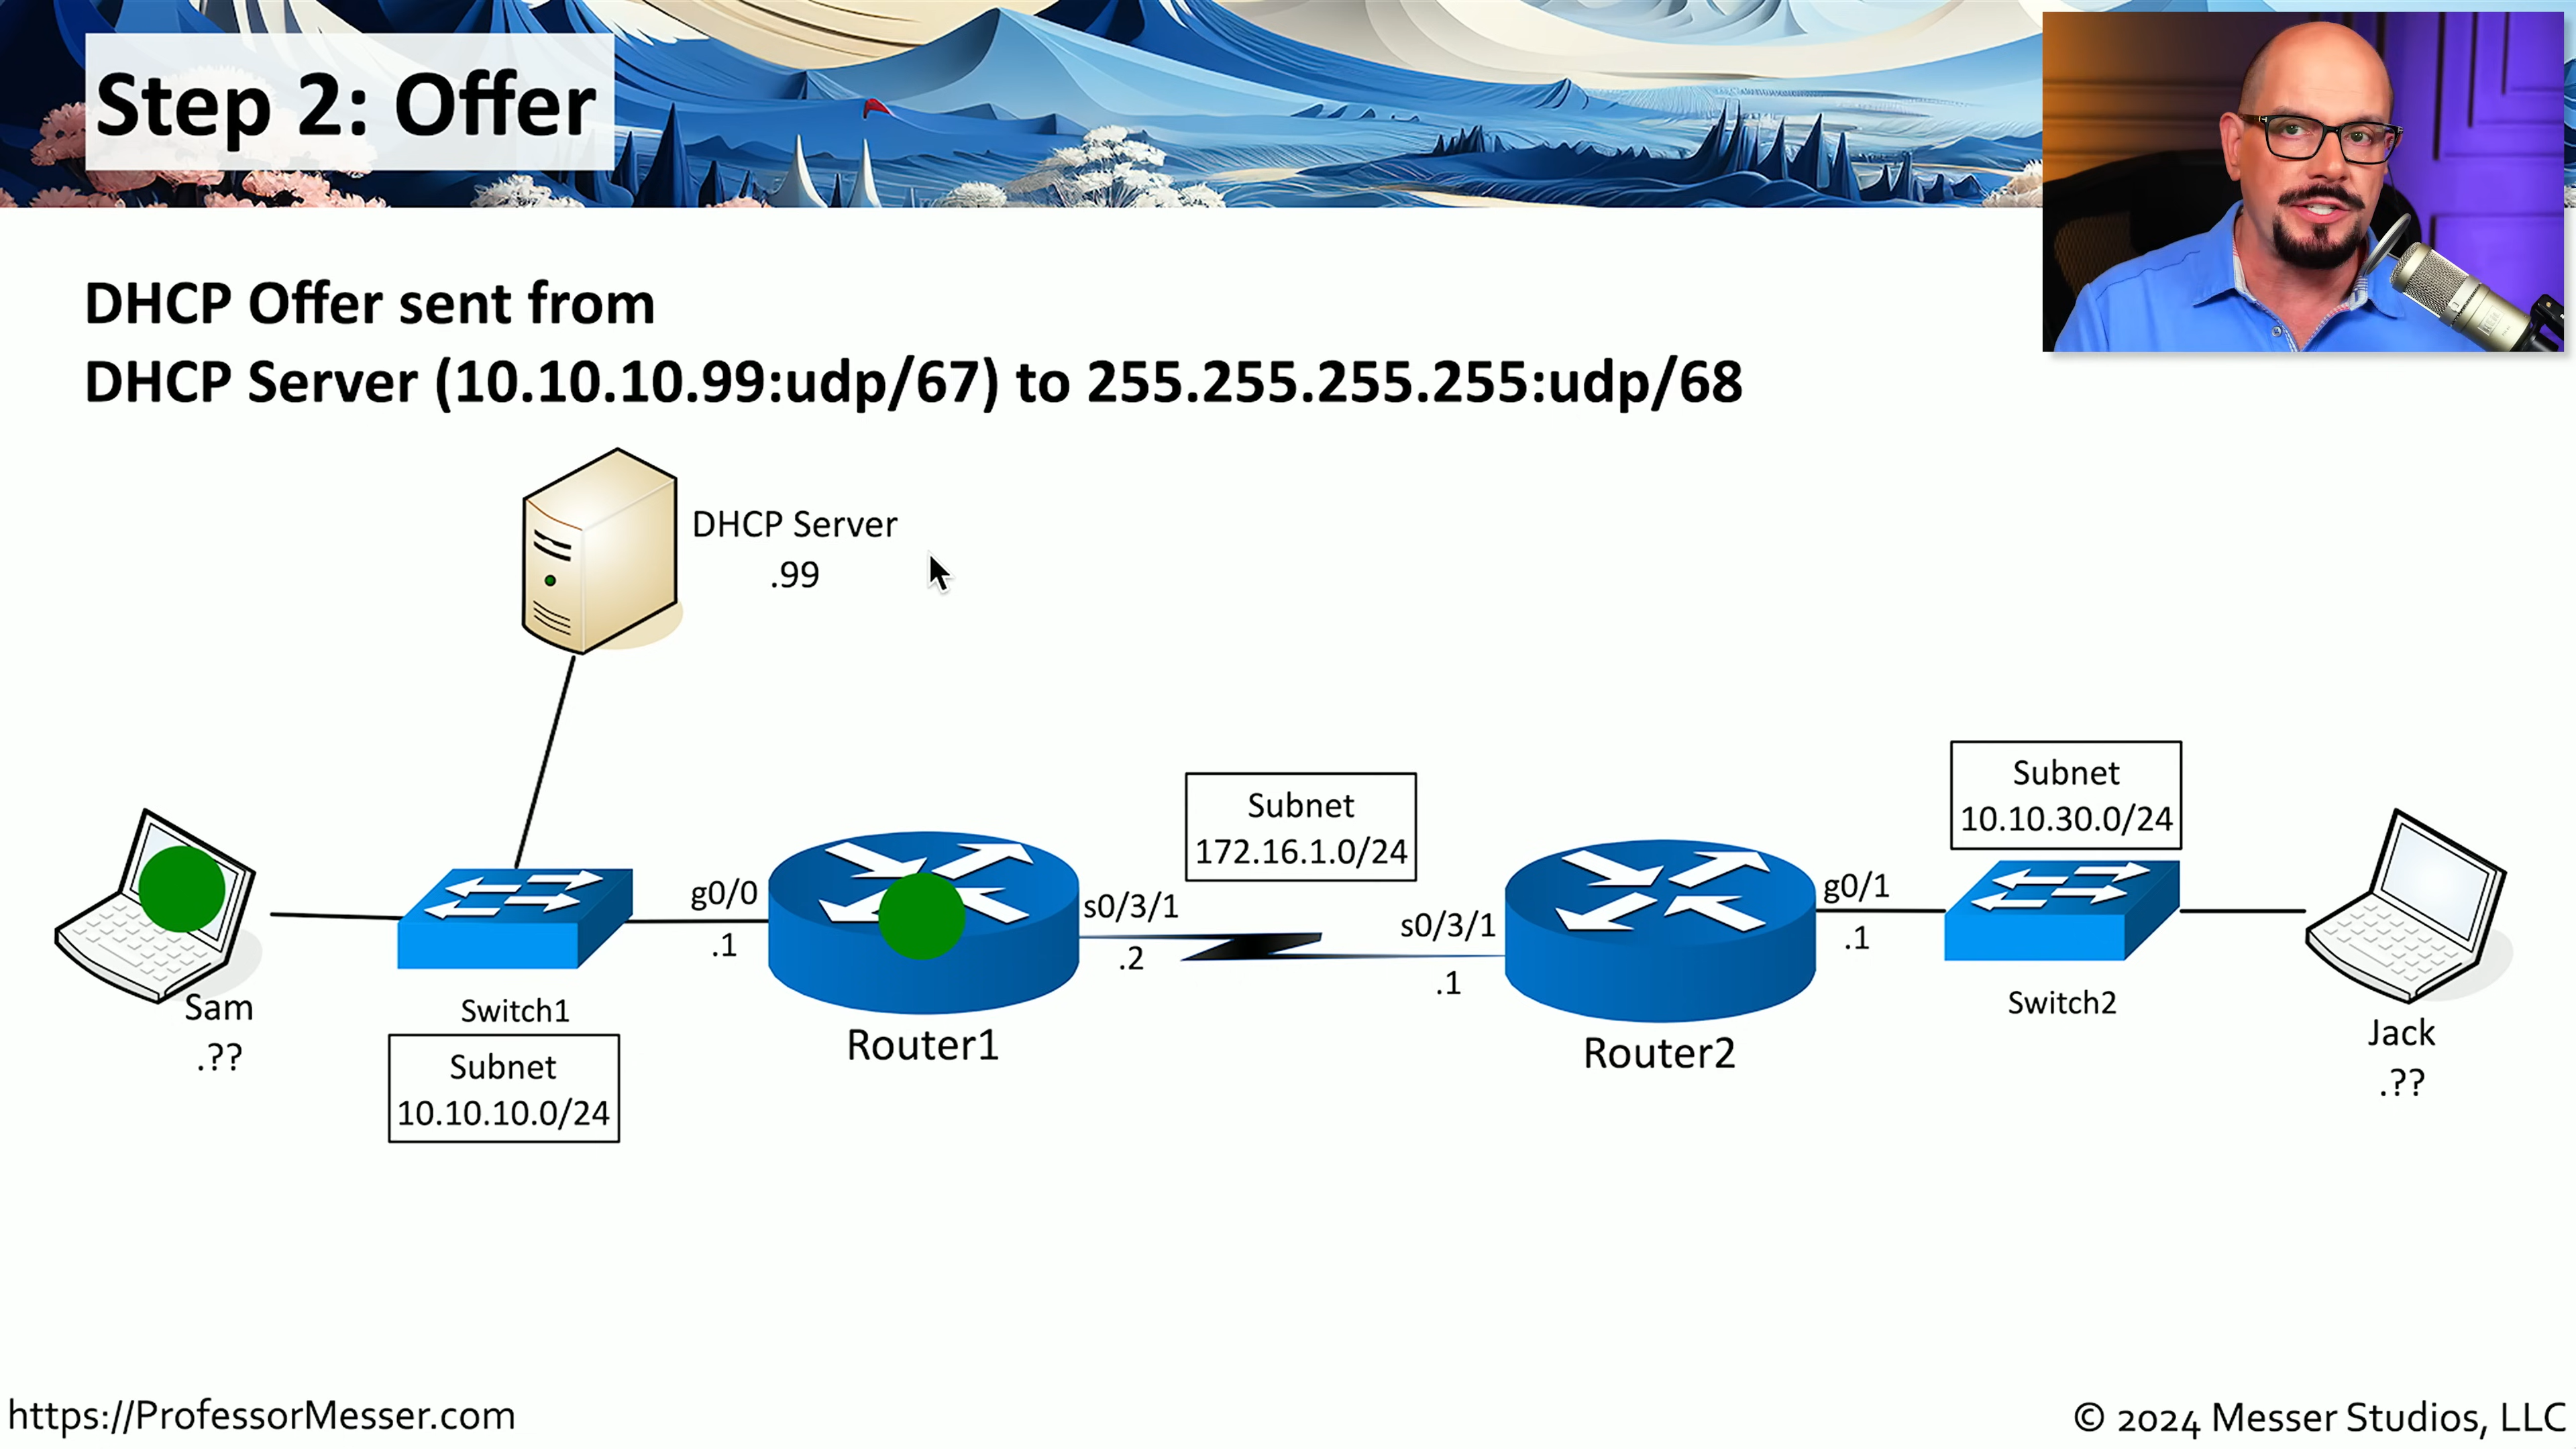 Step 2: Offer
DHCP Offer sent from
DHCP Server (10.10.10.99:udp/67) to 255.255.255.255:udp/68
DHCP Server
.99
Subnet
172.16.1.0/24
Subnet
10.10.30.0/24
g0/0
.1
s0/3/1
.2
s0/3/1
.1
g0/1
.1
Sam
.??
Switch1
Subnet
10.10.10.0/24
Router1
Router2
Switch2
Jack
.??
https://ProfessorMesser.com
© 2024 Messer Studios, LLC